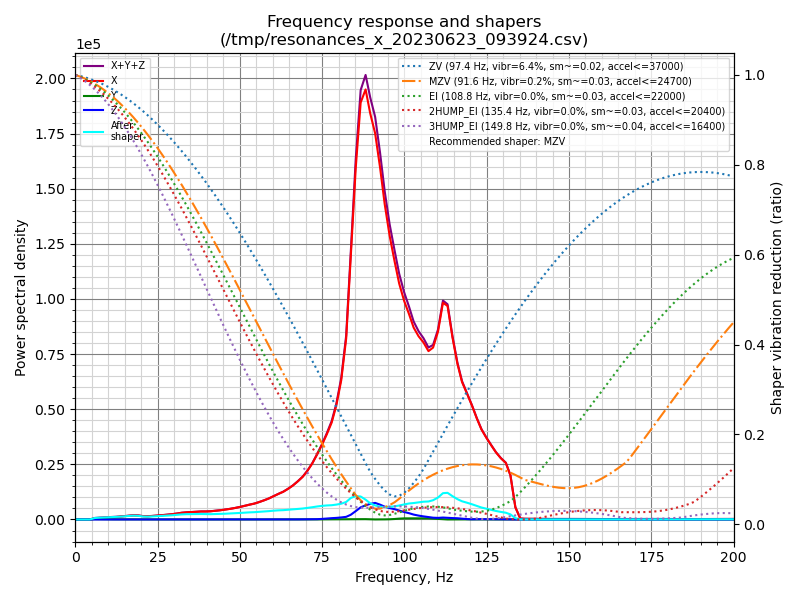 Frequency response and shapers
(/tmp/resonances_x_20230623_093924.csv)
1e5
X+Y+Z
X
Y
Z
After
shaper
ZV (97.4 Hz, vibr=6.4%, sm~=0.02, accel<=37000)
MZV (91.6 Hz, vibr=0.2%, sm~=0.03, accel<=24700)
EI (108.8 Hz, vibr=0.0%, sm~=0.03, accel<=22000)
2HUMP_EI (135.4 Hz, vibr=0.0%, sm~=0.03, accel<=20400)
3HUMP_EI (149.8 Hz, vibr=0.0%, sm~=0.04, accel<=16400)
Recommended shaper: MZV
Power spectral density
2.00
1.75
1.50
1.25
1.00
0.75
0.50
0.25
0.00
1.0
0.8
0.6
0.4
0.2
0.0
Shaper vibration reduction (ratio)
0 25 50 75 100 125 150 175 200
Frequency, Hz